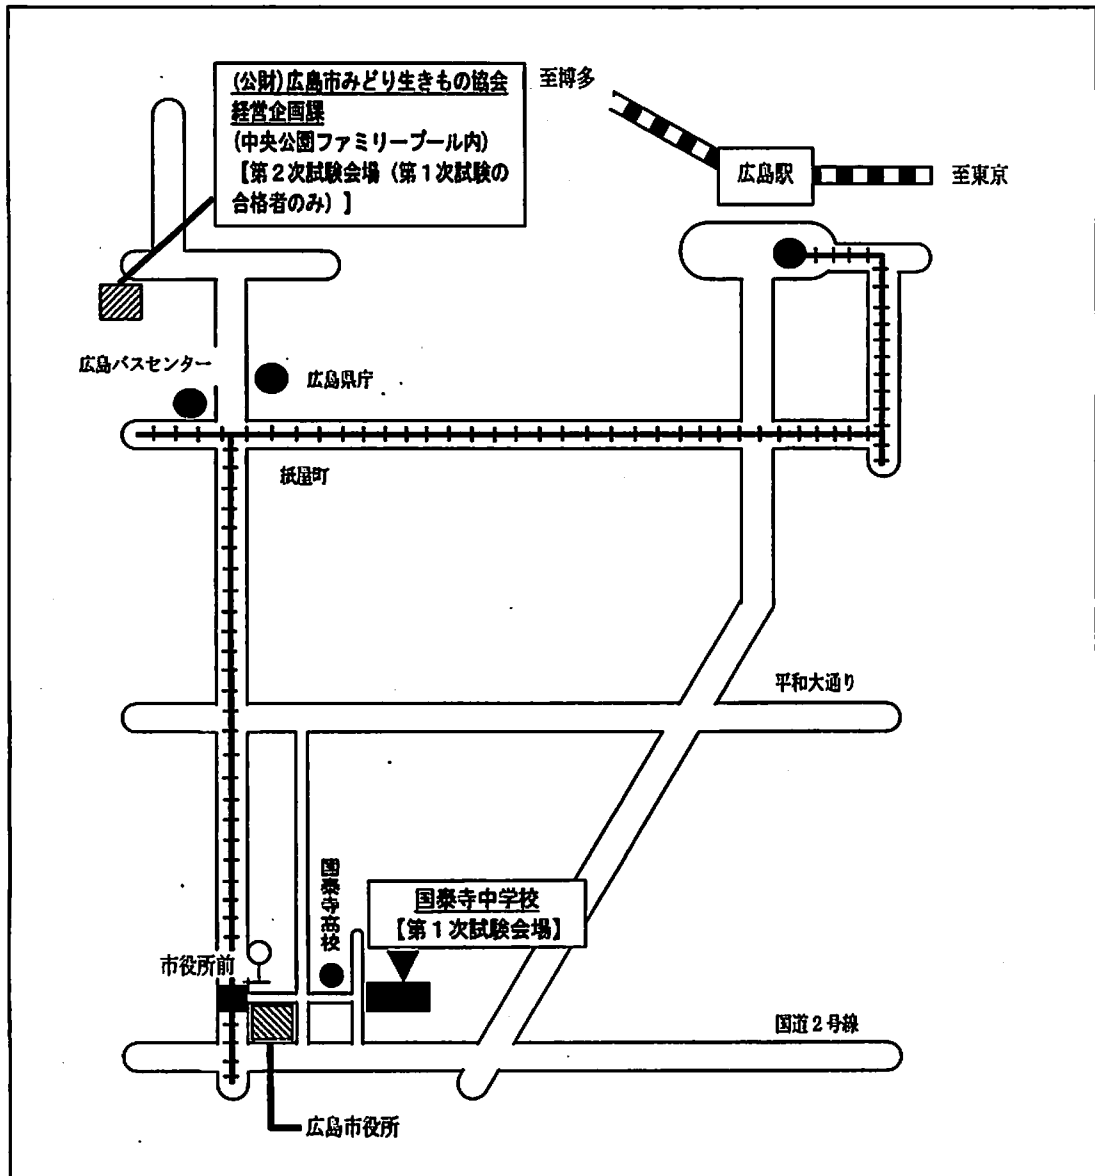 (公財)広島市みどり生きもの協会
経営企画課
(中央公園ファミリープール内)
【第2次試験会場(第1次試験の
合格者のみ)】
至博多
広島駅
至東京
広島バスセンター
広島県庁
紙屋町
平和大通り
国泰寺高校
国泰寺中学校
【第1次試験会場】
市役所前
国道2号線
広島市役所